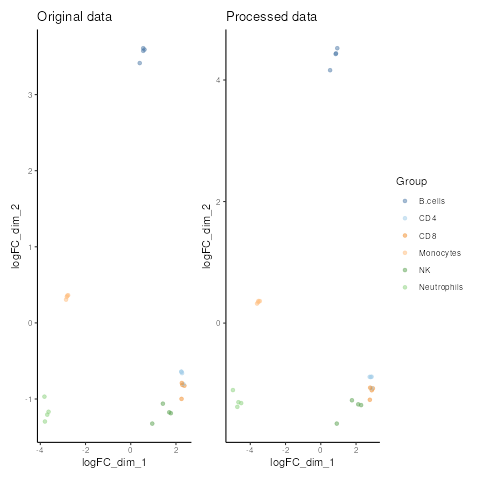 Original data
logFC_dim_2
3
2
1
0
-1
-4
-2
0
2
logFC_dim_1
Processed data
logFC_dim_2
4
2
0
-4
-2
0
2
logFC_dim_1
Group
B.cells
CD4
CD8
Monocytes
NK
Neutrophils